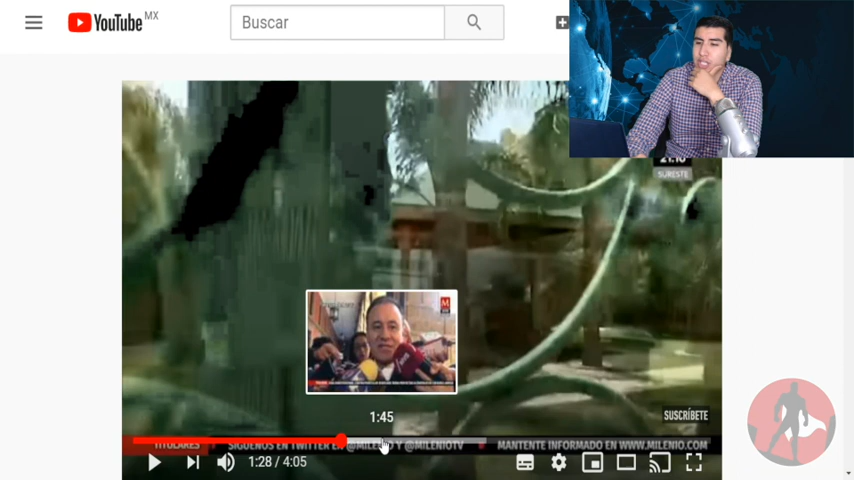 YouTube MX
Buscar
21:10
SURESTE
1:45
SUSCRÍBETE
TITULARES SÍGUENOS EN TWITTER EN @MILENIO Y @MILENIOTV MANTENTE INFORMADO EN WWW.MILENIO.COM
1:28 / 4:05